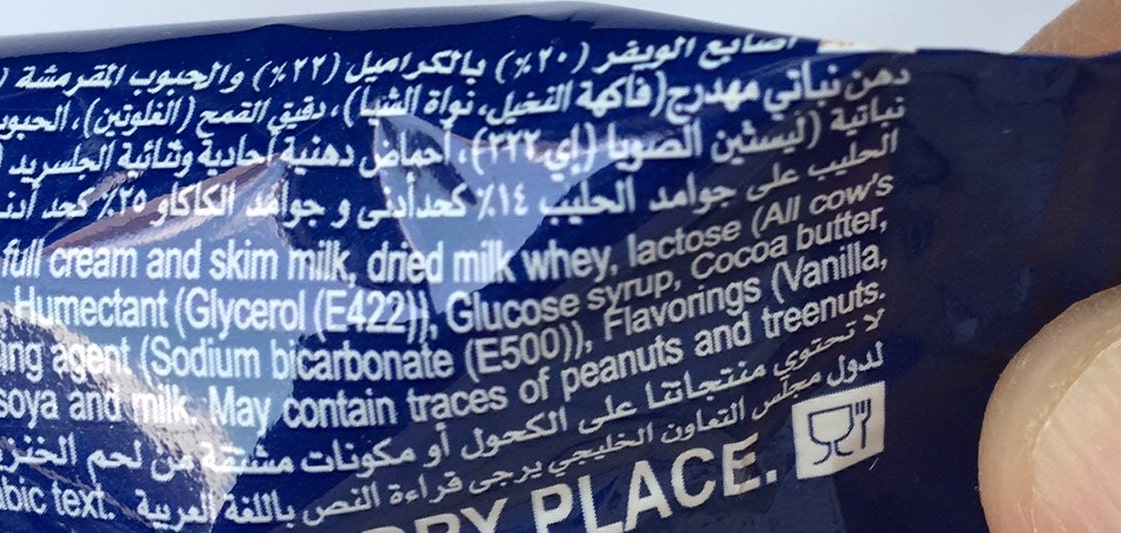 أصابع الويفر (٢٠٪) بالكراميل (٢٢٪) والحبوب المقرمشة (
دهن نباتي مهدرج(فاكهة النخيل، نواة الشيا)، دقيق القمح (الغلوتين)، الحبوب
نباتية (ليستين الصويا (إي ٣٢٢)، أحماض دهنية أحادية وثنائية الجلسريد
الحليب على جوامد الحليب ١٤٪ كحدأدنى و جوامد الكاكاو ٢٥٪ كحد
full cream and skim milk, dried milk whey, lactose (All cow's
Humectant (Glycerol (E422)), Glucose syrup, Cocoa butter,
ing agent (Sodium bicarbonate (E500)), Flavorings (Vanilla,
soya and milk. May contain traces of peanuts and treenuts.
لا تحتوي منتجاتنا على الكحول أو مكونات مشتقة من لحم
لدول مجلس التعاون الخليجي يرجى قراءة النص باللغة العربية
bic text.
DRY PLACE.